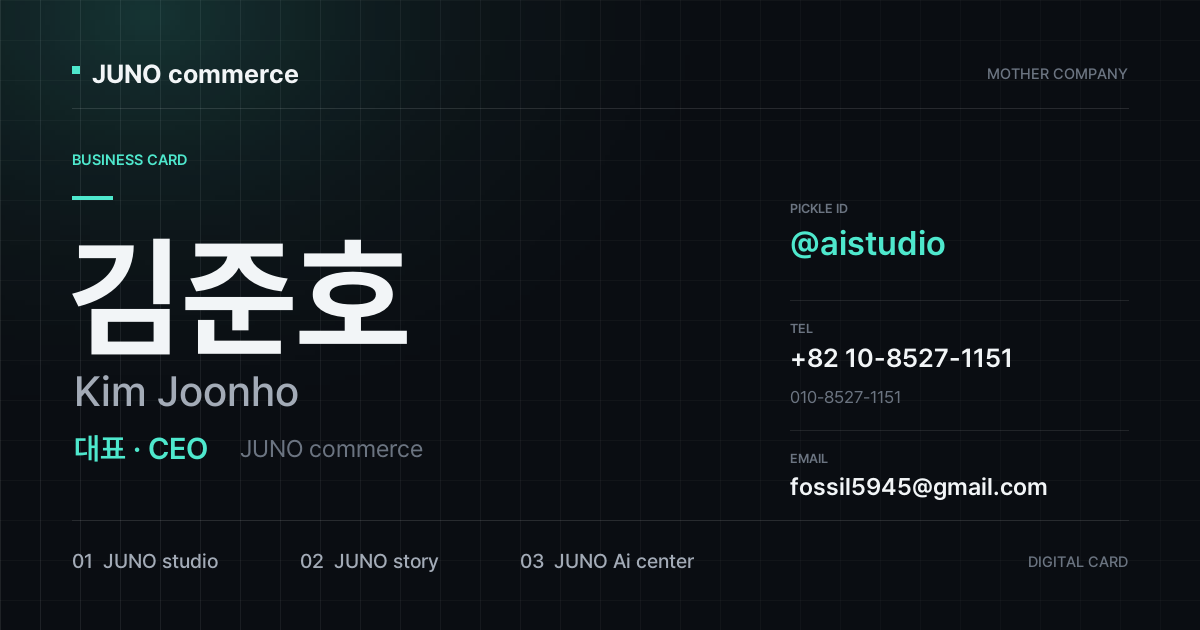 JUNO commerce
MOTHER COMPANY
BUSINESS CARD
김준호
Kim Joonho
대표 · CEO JUNO commerce
PICKLE ID
@aistudio
TEL
+82 10-8527-1151
010-8527-1151
EMAIL
fossil5945@gmail.com
01 JUNO studio
02 JUNO story
03 JUNO Ai center
DIGITAL CARD